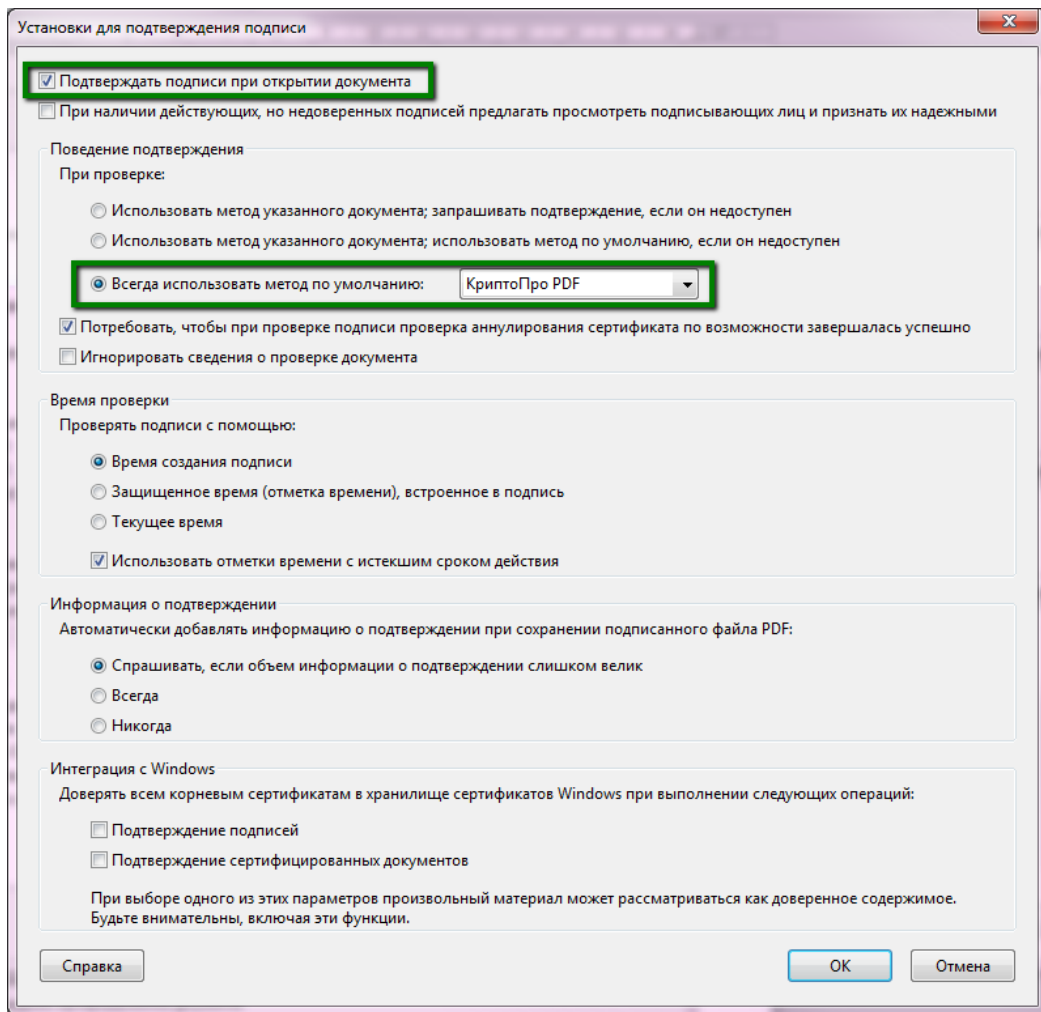 Установки для подтверждения подписи
Подтверждать подписи при открытии документа
При наличии действующих, но недоверенных подписей предлагать просмотреть подписывающих лиц и признать их надежными
Поведение подтверждения
При проверке:
Использовать метод указанного документа; запрашивать подтверждение, если он недоступен
Использовать метод указанного документа; использовать метод по умолчанию, если он недоступен
Всегда использовать метод по умолчанию: КриптоПро PDF
Потребовать, чтобы при проверке подписи проверка аннулирования сертификата по возможности завершалась успешно
Игнорировать сведения о проверке документа
Время проверки
Проверять подписи с помощью:
Время создания подписи
Защищенное время (отметка времени), встроенное в подпись
Текущее время
Использовать отметки времени с истекшим сроком действия
Информация о подтверждении
Автоматически добавлять информацию о подтверждении при сохранении подписанного файла PDF:
Спрашивать, если объем информации о подтверждении слишком велик
Всегда
Никогда
Интеграция с Windows
Доверять всем корневым сертификатам в хранилище сертификатов Windows при выполнении следующих операций:
Подтверждение подписей
Подтверждение сертифицированных документов
При выборе одного из этих параметров произвольный материал может рассматриваться как доверенное содержимое.
Будьте внимательны, включая эти функции.
Справка OK Отмена